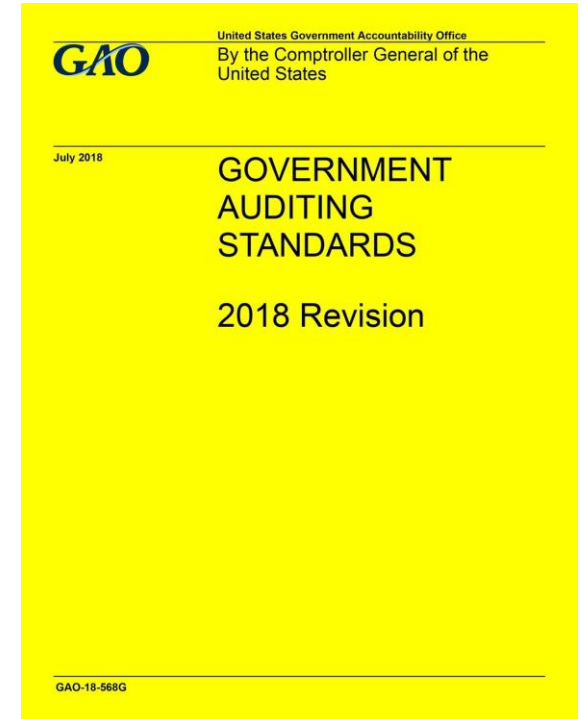 GAO
United States Government Accountability Office
By the Comptroller General of the
United States
July 2018
GOVERNMENT
AUDITING
STANDARDS
2018 Revision
GAO-18-568G